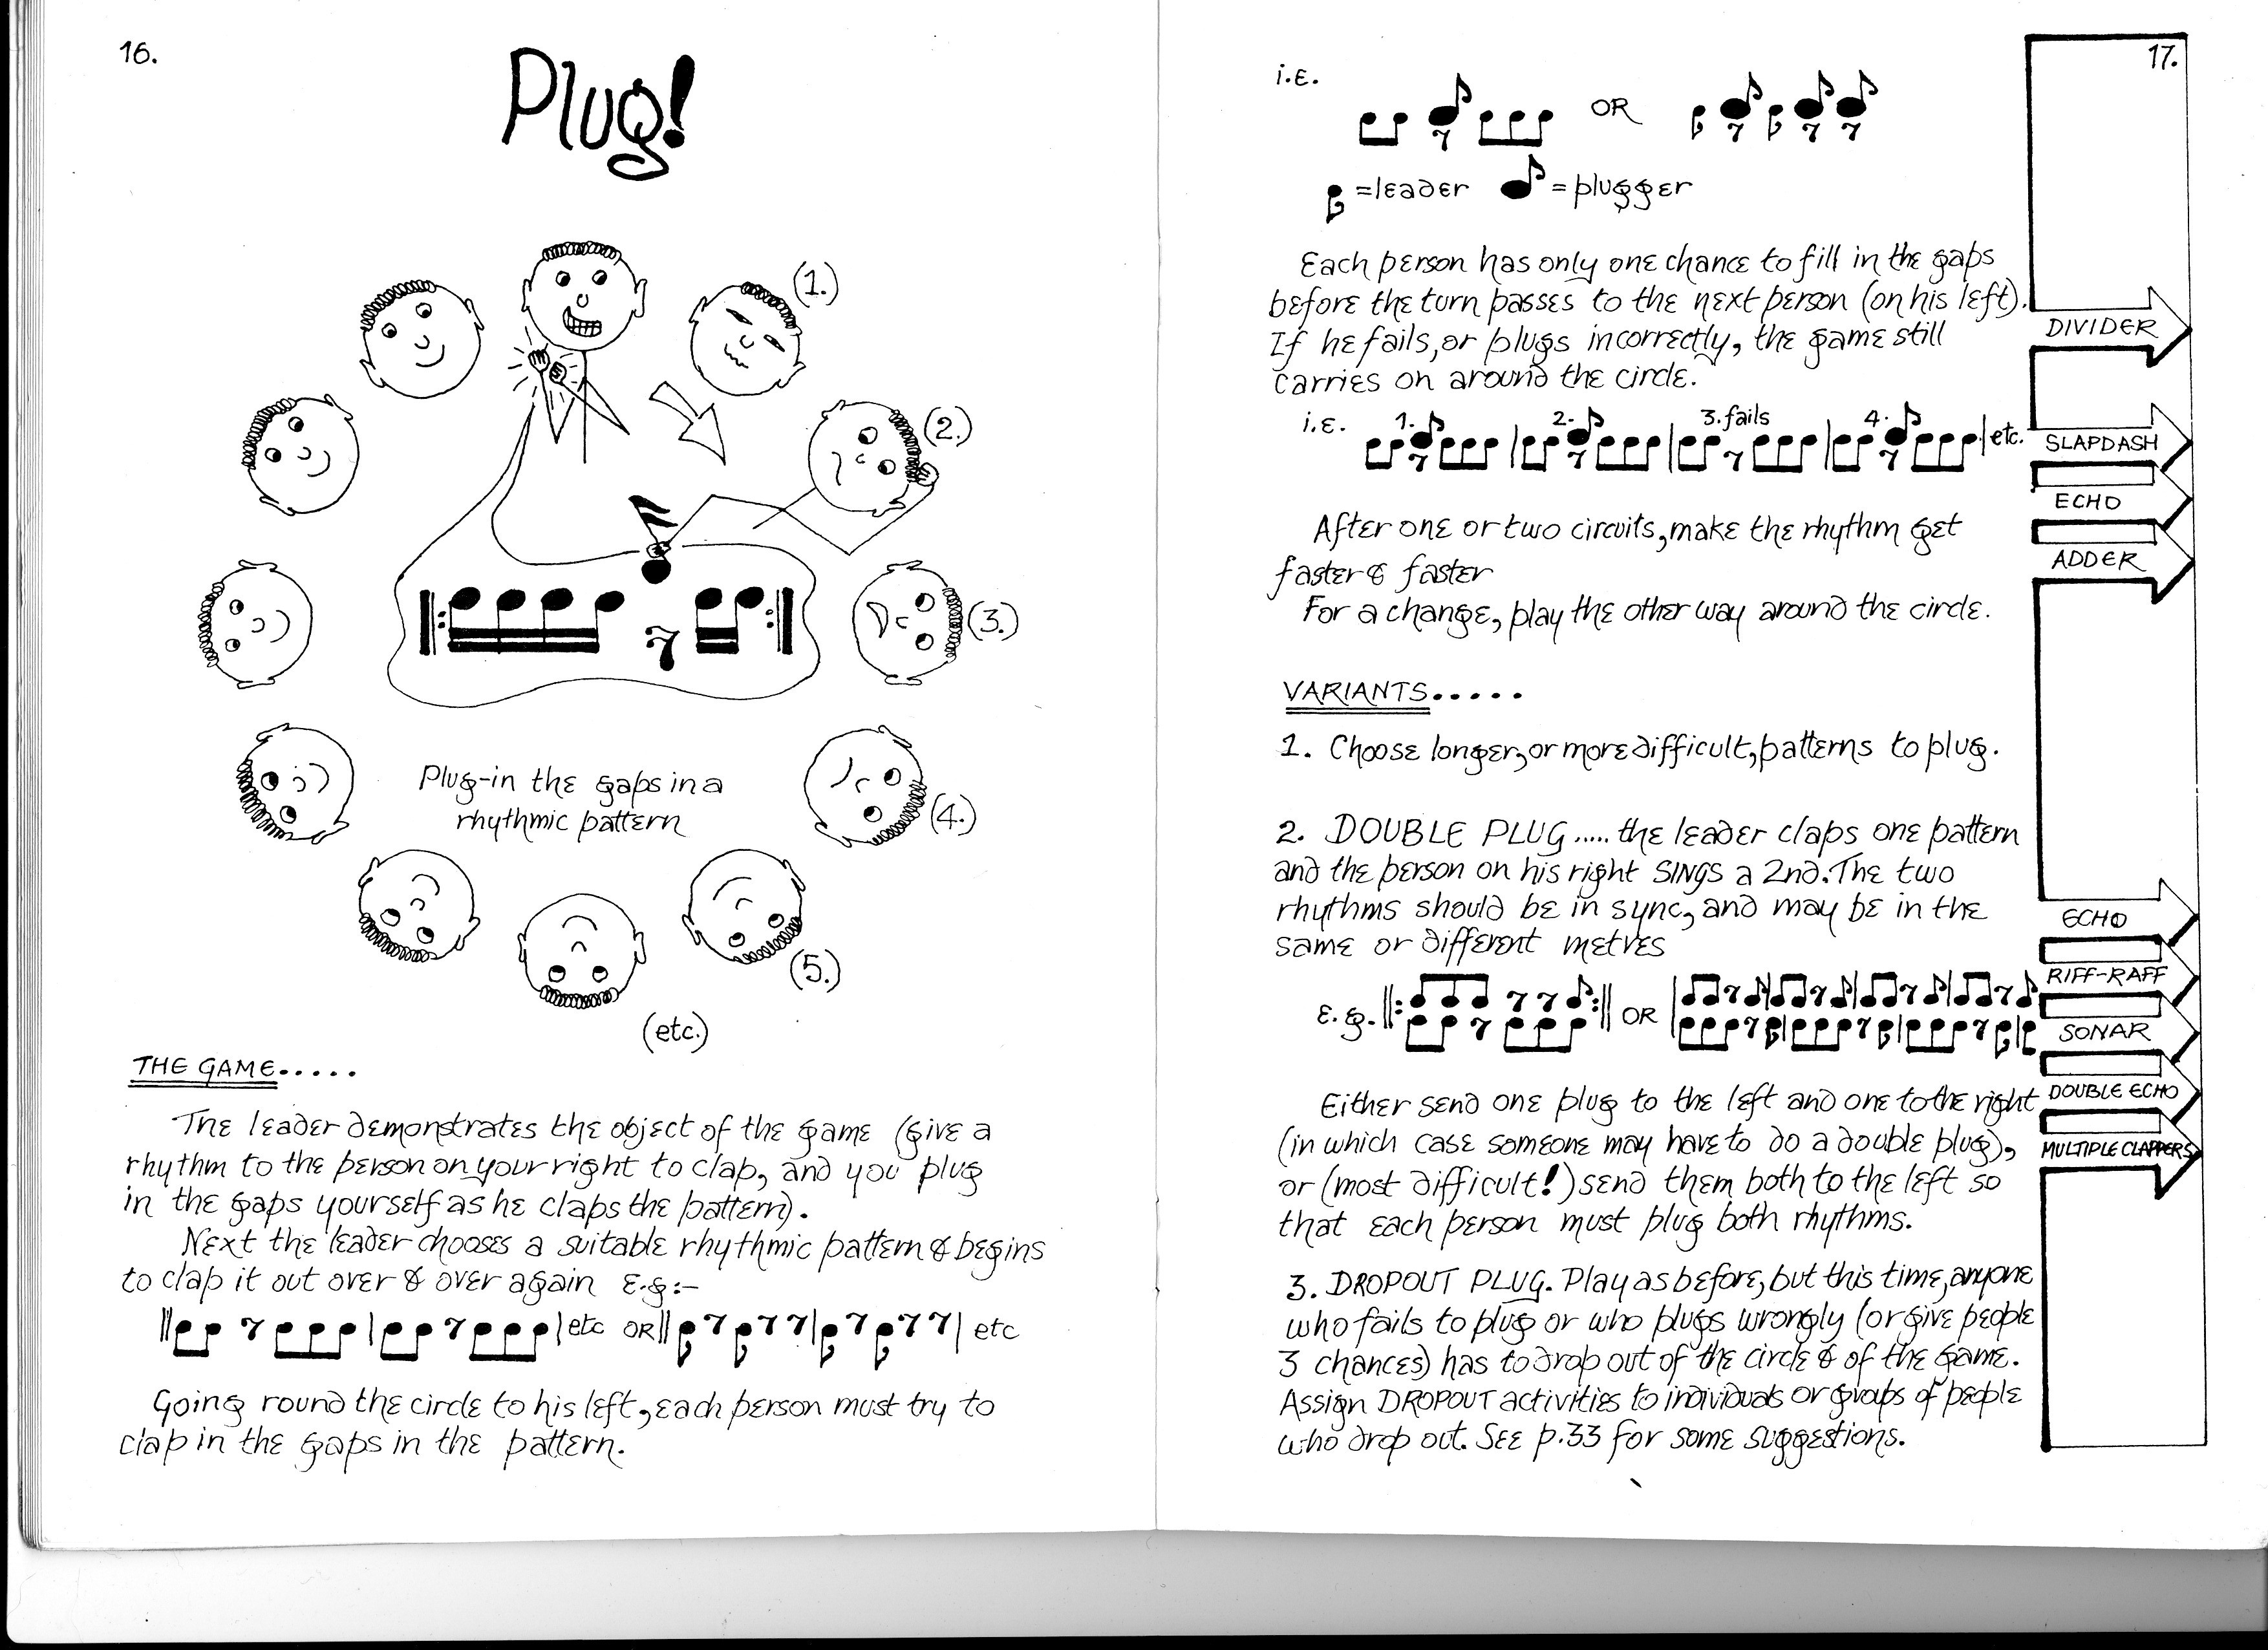 16.
Plug!
(1.)
(2.)
(3.)
(4.)
(5.)
(etc.)
Plug-in the gaps in a
rhythmic pattern
THE GAME.....
The leader demonstrates the object of the game (give a
rhythm to the person on your right to clap, and you plug
in the gaps yourself as he claps the pattern).
Next the leader chooses a suitable rhythmic pattern & begins
to clap it out over & over again E.g:-
etc OR etc
Going round the circle to his left, each person must try to
clap in the gaps in the pattern.
17.
i.e.
OR
=leader =plugger
Each person has only one chance to fill in the gaps
before the turn passes to the next person (on his left).
If he fails, or plugs incorrectly, the game still
carries on around the circle.
i.e. 1. 2. 3. fails 4. etc.
After one or two circuits, make the rhythm get
faster & faster
For a change, play the other way around the circle.
VARIANTS.....
1. Choose longer, or more difficult, patterns to plug.
2. DOUBLE PLUG..... the leader claps one pattern
and the person on his right SINGS a 2nd. The two
rhythms should be in sync, and may be in the
same or different metres
e.g. OR
Either send one plug to the left and one to the right
(in which case someone may have to do a double plug),
or (most difficult!) send them both to the left so
that each person must plug both rhythms.
3. DROPOUT PLUG. Play as before, but this time, anyone
who fails to plug or who plugs wrongly (or give people
3 chances) has to drop out of the circle & of the game.
Assign DROPOUT activities to individuals or groups of people
who drop out. See p.33 for some suggestions.
DIVIDER
SLAPDASH
ECHO
ADDER
ECHO
RIFF-RAFF
SONAR
DOUBLE ECHO
MULTIPLE CLAPPERS